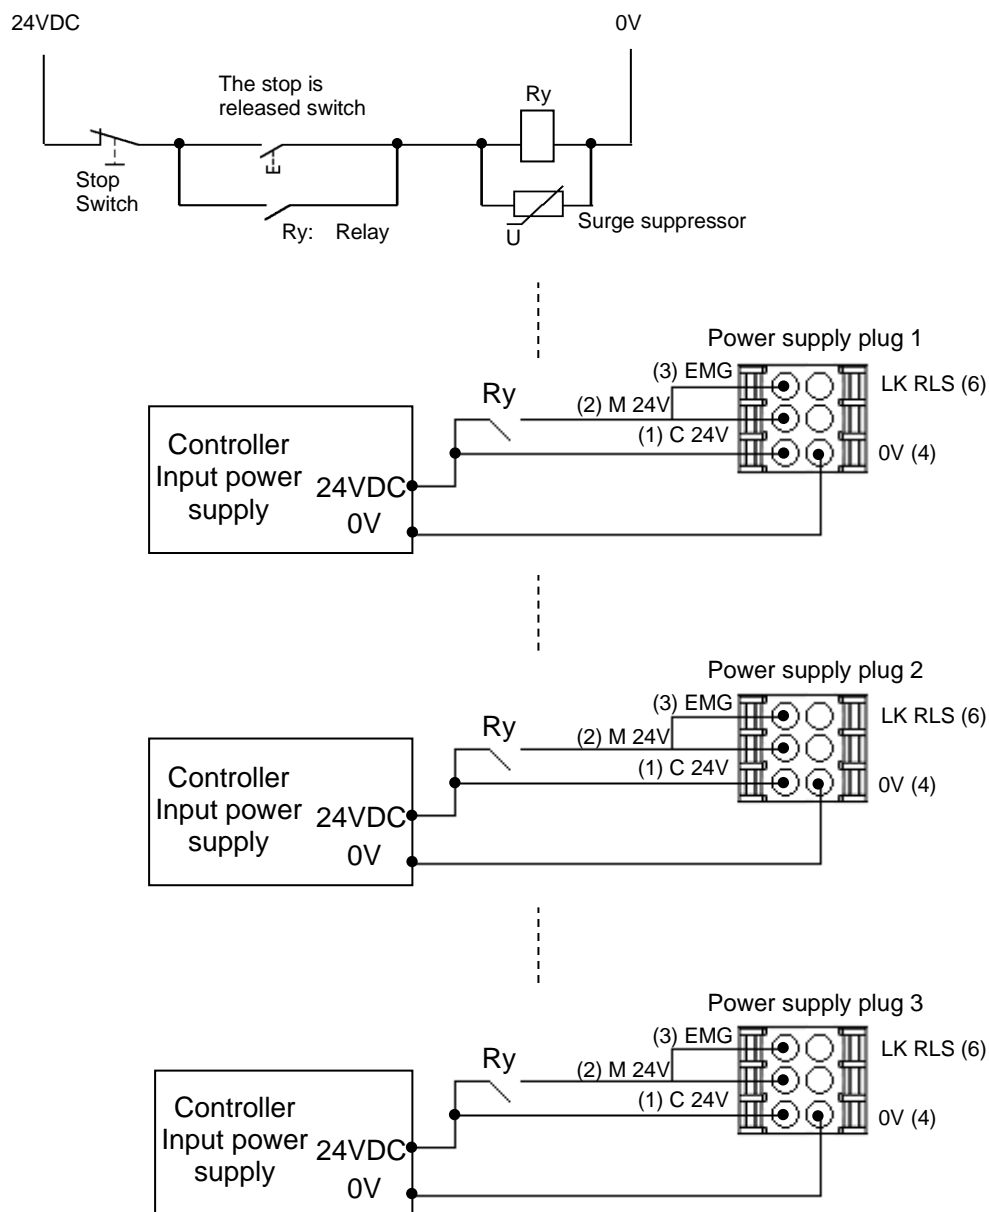 24VDC
0V
The stop is
released switch
Ry
Stop
Switch
Ry: Relay
Surge suppressor
U
Power supply plug 1
(3) EMG
LK RLS (6)
Ry
(2) M 24V
(1) C 24V
0V (4)
Controller
Input power
supply
24VDC
0V
Power supply plug 2
(3) EMG
LK RLS (6)
Ry
(2) M 24V
(1) C 24V
0V (4)
Controller
Input power
supply
24VDC
0V
Power supply plug 3
(3) EMG
LK RLS (6)
Ry
(2) M 24V
(1) C 24V
0V (4)
Controller
Input power
supply
24VDC
0V